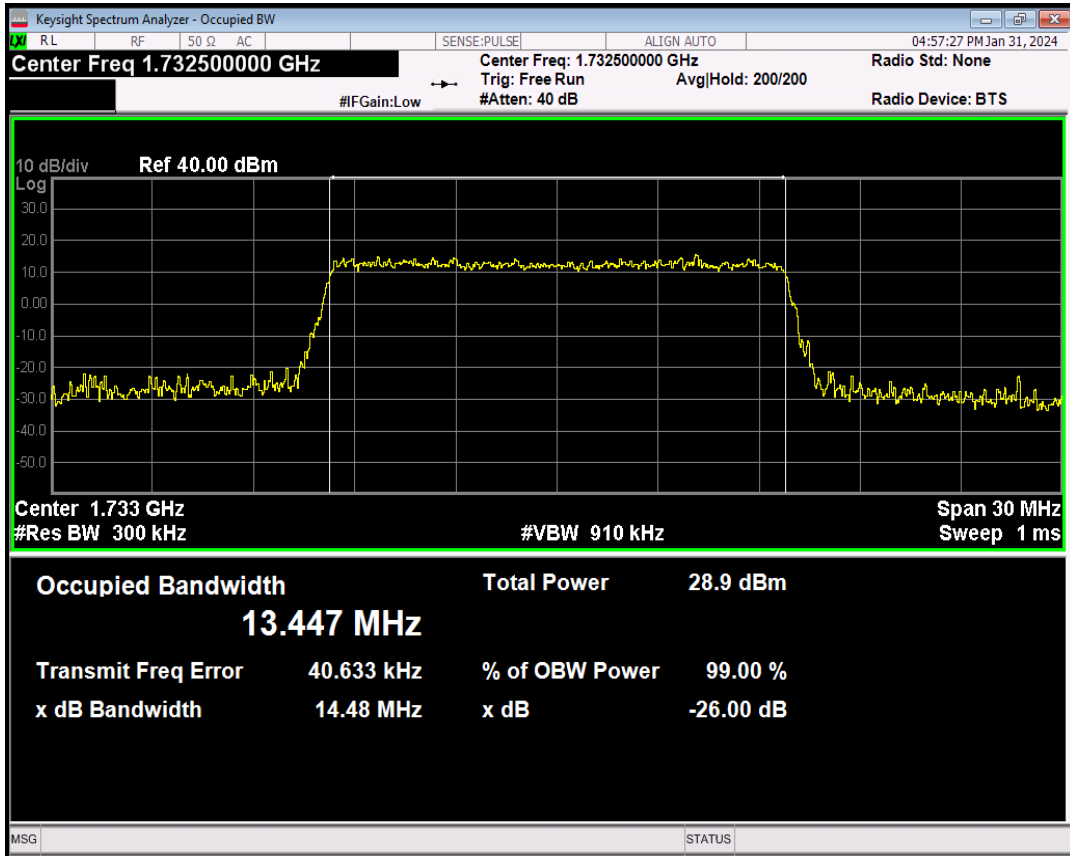 Keysight Spectrum Analyzer - Occupied BW
LXI RL RF 50 Ω AC SENSE:PULSE ALIGN AUTO 04:57:27 PM Jan 31, 2024
Center Freq 1.732500000 GHz
Center Freq: 1.732500000 GHz
Radio Std: None
Trig: Free Run Avg|Hold: 200/200
#IFGain:Low #Atten: 40 dB Radio Device: BTS
10 dB/div Ref 40.00 dBm
Log
30.0
20.0
10.0
0.00
-10.0
-20.0
-30.0
-40.0
-50.0
Center 1.733 GHz Span 30 MHz
#Res BW 300 kHz #VBW 910 kHz Sweep 1 ms
Occupied Bandwidth Total Power 28.9 dBm
13.447 MHz
Transmit Freq Error 40.633 kHz % of OBW Power 99.00 %
x dB Bandwidth 14.48 MHz x dB -26.00 dB
MSG STATUS